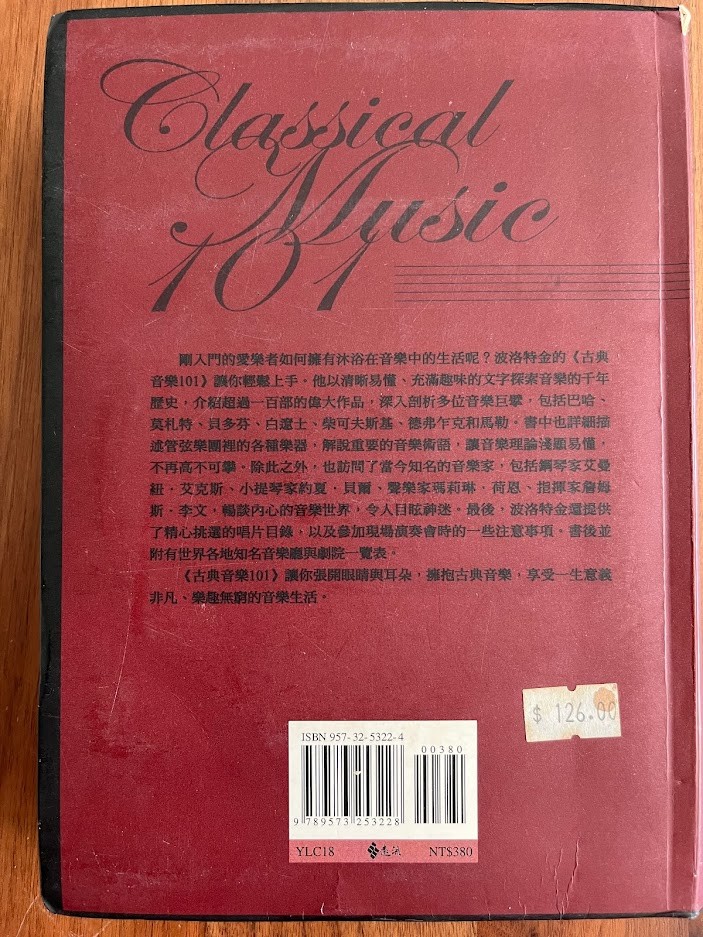 Classical
Music
101
剛入門的愛樂者如何擁有沐浴在音樂中的生活呢？波洛特金的《古典
音樂101》讓你輕鬆上手。他以清晰易懂、充滿趣味的文字探索音樂的千年
歷史，介紹超過一百部的偉大作品，深入剖析多位音樂巨擘，包括巴哈、
莫札特、貝多芬、白遼士、柴可夫斯基、德弗乍克和馬勒。書中也詳細描
述管弦樂團裡的各種樂器，解說重要的音樂術語，讓音樂理論淺顯易懂，
不再高不可攀。除此之外，也訪問了當今知名的音樂家，包括鋼琴家艾曼
紐．艾克斯、小提琴家約夏．貝爾、聲樂家瑪莉琳．荷恩、指揮家詹姆
斯．李文，暢談內心的音樂世界，令人目眩神迷。最後，波洛特金還提供
了精心挑選的唱片目錄，以及參加現場演奏會時的一些注意事項。書後並
附有世界各地知名音樂廳與劇院一覽表。
《古典音樂101》讓你張開眼睛與耳朵，擁抱古典音樂，享受一生意義
非凡、樂趣無窮的音樂生活。
$ 126.00
ISBN 957-32-5322-4
00380
9 789573 253228
YLC18 遠流 NT$380